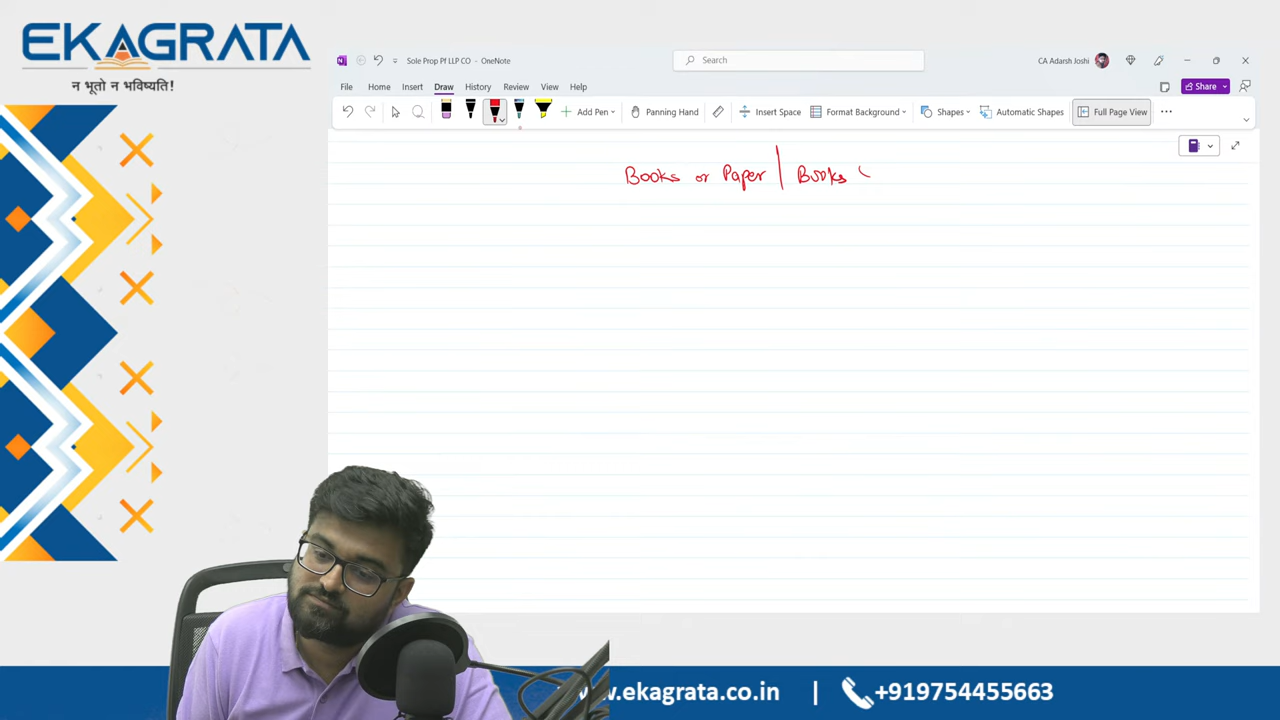 EKAGRATA
न भूतो न भविष्यति!
Sole Prop Pf LLP CO - OneNote
Search
CA Adarsh Joshi
File Home Insert Draw History Review View Help
Share
Add Pen
Panning Hand
Insert Space
Format Background
Shapes
Automatic Shapes
Full Page View
Books or Paper | Books
.ekagrata.co.in | +919754455663